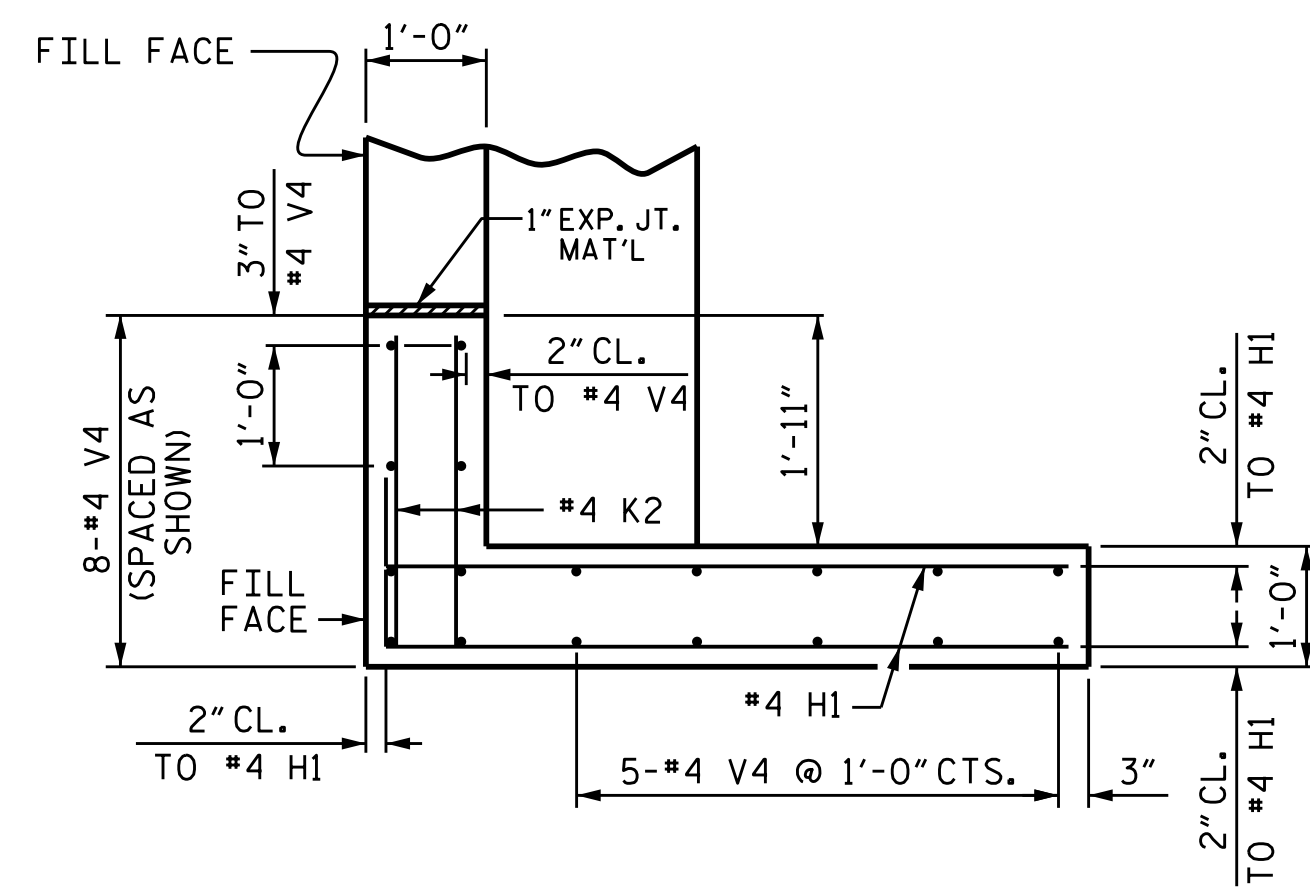 1'-0"
FILL FACE
3" TO
#4 V4
1" EXP. JT.
MAT'L
2" CL.
TO #4 V4
1'-0"
1'-11"
2" CL.
TO #4 H1
8-#4 V4
(SPACED AS
SHOWN)
#4 K2
FILL
FACE
1'-0"
#4 H1
2" CL.
TO #4 H1
5-#4 V4 @ 1'-0" CTS.
3"
2" CL.
TO #4 H1